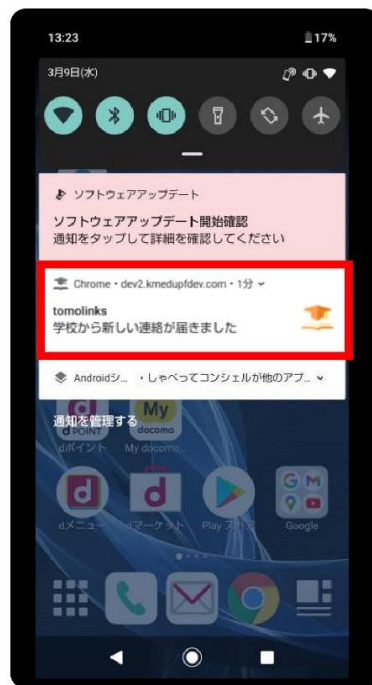 13:23
17%
3月9日(水)
ソフトウェアアップデート
ソフトウェアアップデート開始確認
通知をタップして詳細を確認してください
Chrome・dev2.kmedupfdev.com・1分
tomolinks
学校から新しい連絡が届きました
Androidシ... ・しゃべってコンシェルが他のアプ...
通知を管理する
d POINT
My
docomo
dポイント
My docomo...
dメニュー
dマーケット
Play ストア
Google